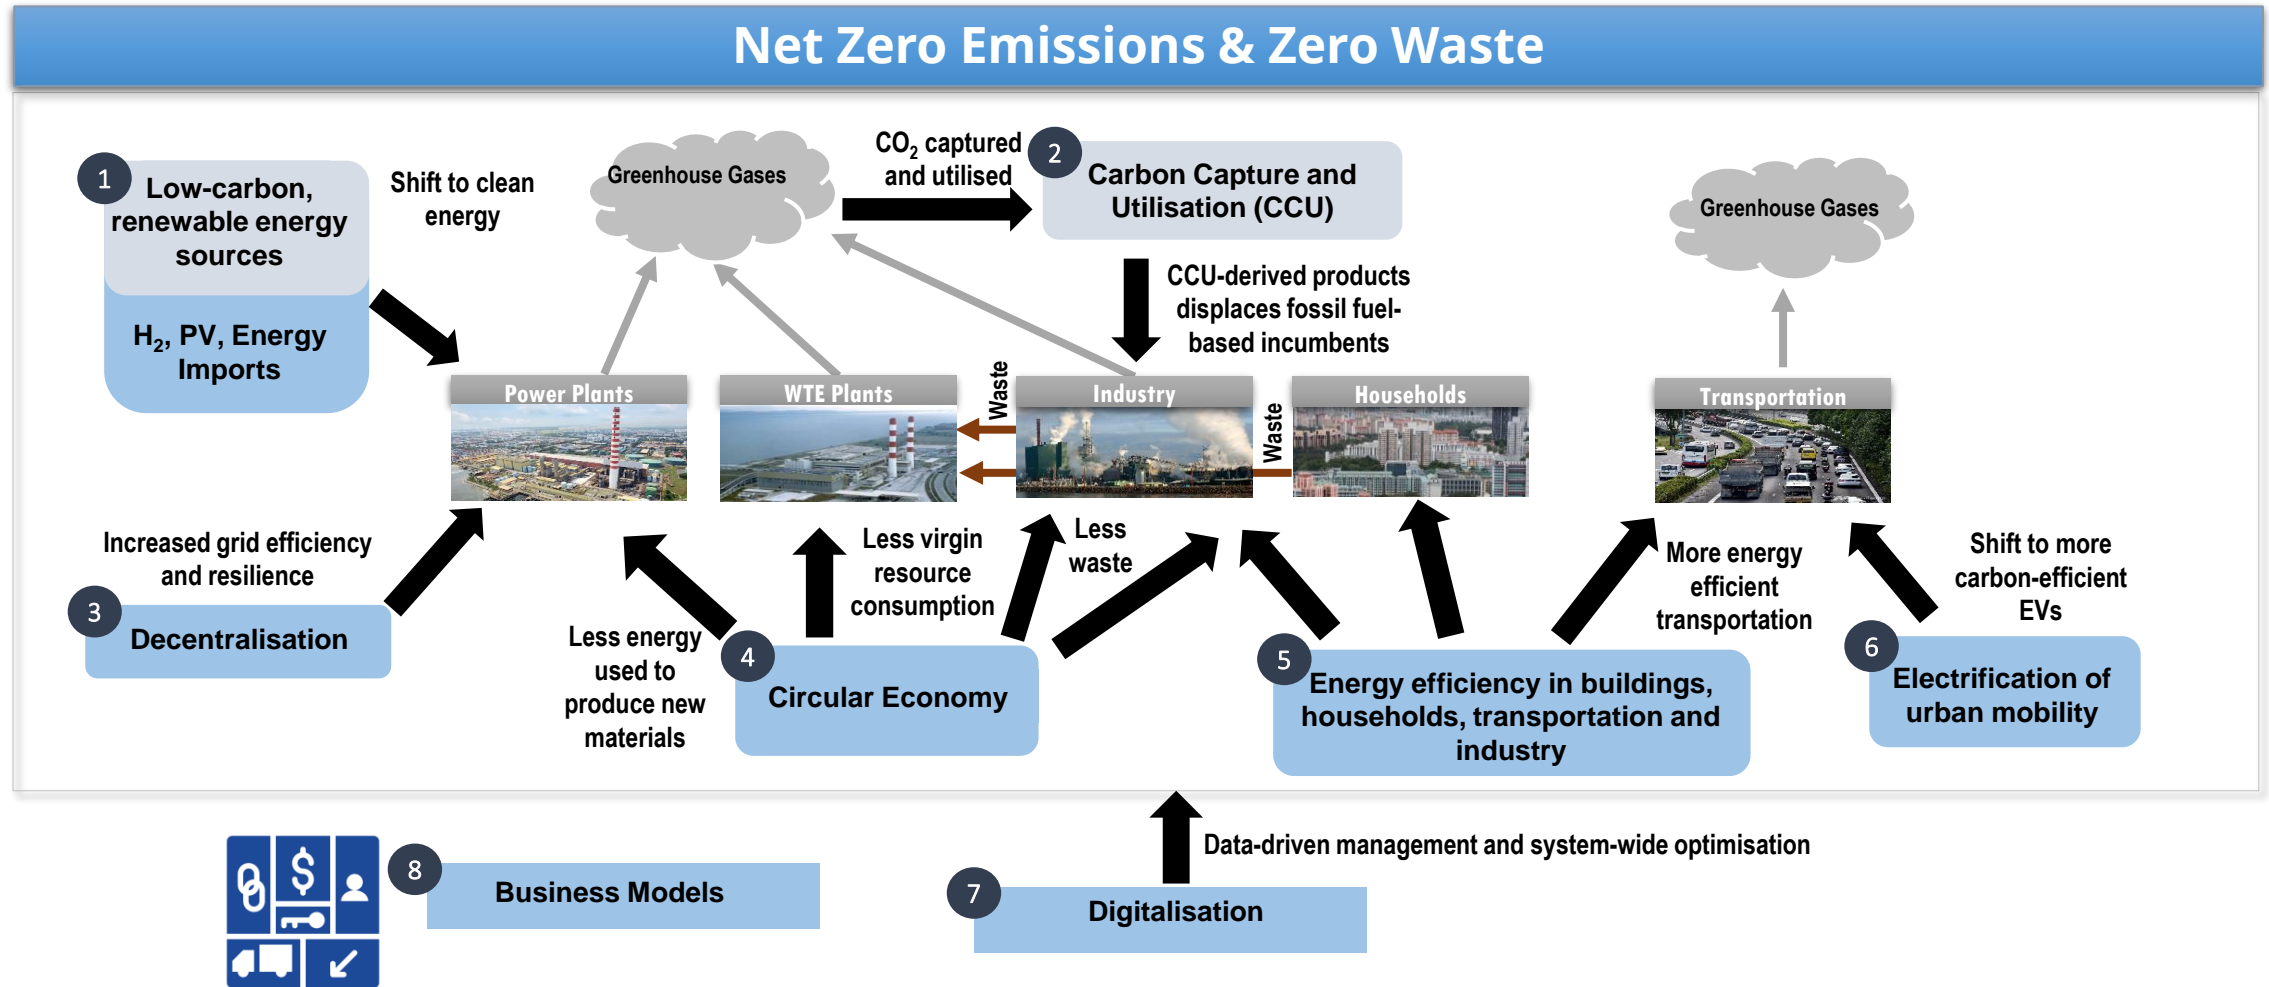 Net Zero Emissions & Zero Waste
1
Low-carbon,
renewable energy
sources
H₂, PV, Energy
Imports
Shift to clean
energy
Greenhouse Gases
CO₂ captured
and utilised
2
Carbon Capture and
Utilisation (CCU)
CCU-derived products
displaces fossil fuel-
based incumbents
Greenhouse Gases
Power Plants
WTE Plants
Waste
Industry
Waste
Households
Transportation
Increased grid efficiency
and resilience
3
Decentralisation
Less energy
used to
produce new
materials
Less virgin
resource
consumption
Less
waste
4
Circular Economy
5
Energy efficiency in buildings,
households, transportation and
industry
More energy
efficient
transportation
Shift to more
carbon-efficient
EVs
6
Electrification of
urban mobility
$
8
Business Models
Data-driven management and system-wide optimisation
7
Digitalisation